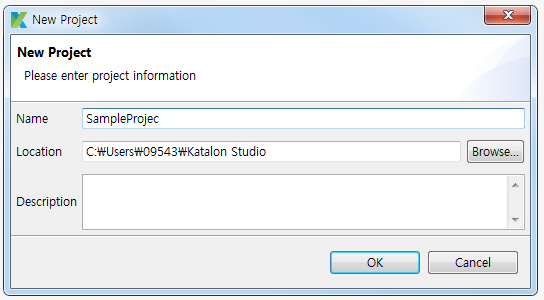 New Project
New Project
Please enter project information
Name
SampleProjec
Location
C:₩Users₩09543₩Katalon Studio
Browse...
Description
OK
Cancel